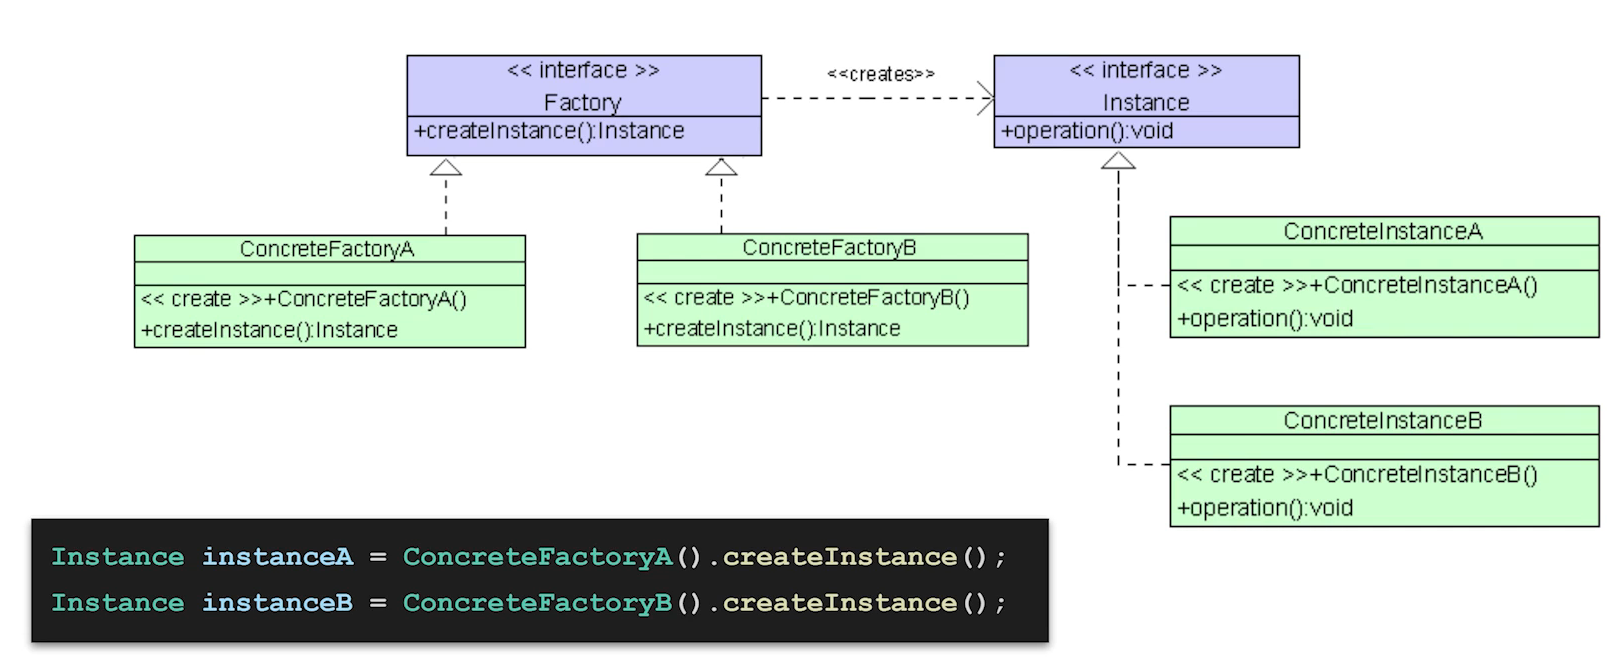 << interface >>
Factory
+createInstance():Instance
<<creates>>
<< interface >>
Instance
+operation():void
ConcreteFactoryA
<< create >>+ConcreteFactoryA()
+createInstance():Instance
ConcreteFactoryB
<< create >>+ConcreteFactoryB()
+createInstance():Instance
ConcreteInstanceA
<< create >>+ConcreteInstanceA()
+operation():void
ConcreteInstanceB
<< create >>+ConcreteInstanceB()
+operation():void
Instance instanceA = ConcreteFactoryA().createInstance();
Instance instanceB = ConcreteFactoryB().createInstance();